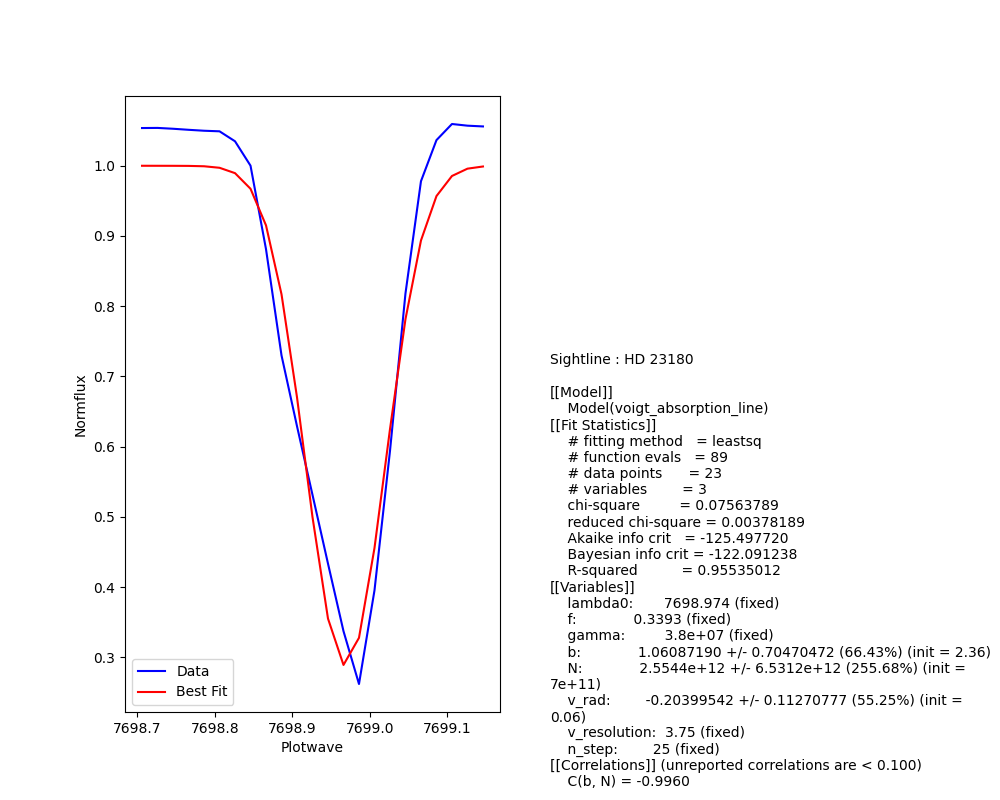 1.0
0.9
0.8
0.7
0.6
0.5
0.4
0.3
Normflux
Data
Best Fit
7698.7 7698.8 7698.9 7699.0 7699.1
Plotwave
Sightline : HD 23180
[[Model]]
Model(voigt_absorption_line)
[[Fit Statistics]]
# fitting method = leastsq
# function evals = 89
# data points = 23
# variables = 3
chi-square = 0.07563789
reduced chi-square = 0.00378189
Akaike info crit = -125.497720
Bayesian info crit = -122.091238
R-squared = 0.95535012
[[Variables]]
lambda0: 7698.974 (fixed)
f: 0.3393 (fixed)
gamma: 3.8e+07 (fixed)
b: 1.06087190 +/- 0.70470472 (66.43%) (init = 2.36)
N: 2.5544e+12 +/- 6.5312e+12 (255.68%) (init =
7e+11)
v_rad: -0.20399542 +/- 0.11270777 (55.25%) (init =
0.06)
v_resolution: 3.75 (fixed)
n_step: 25 (fixed)
[[Correlations]] (unreported correlations are < 0.100)
C(b, N) = -0.9960